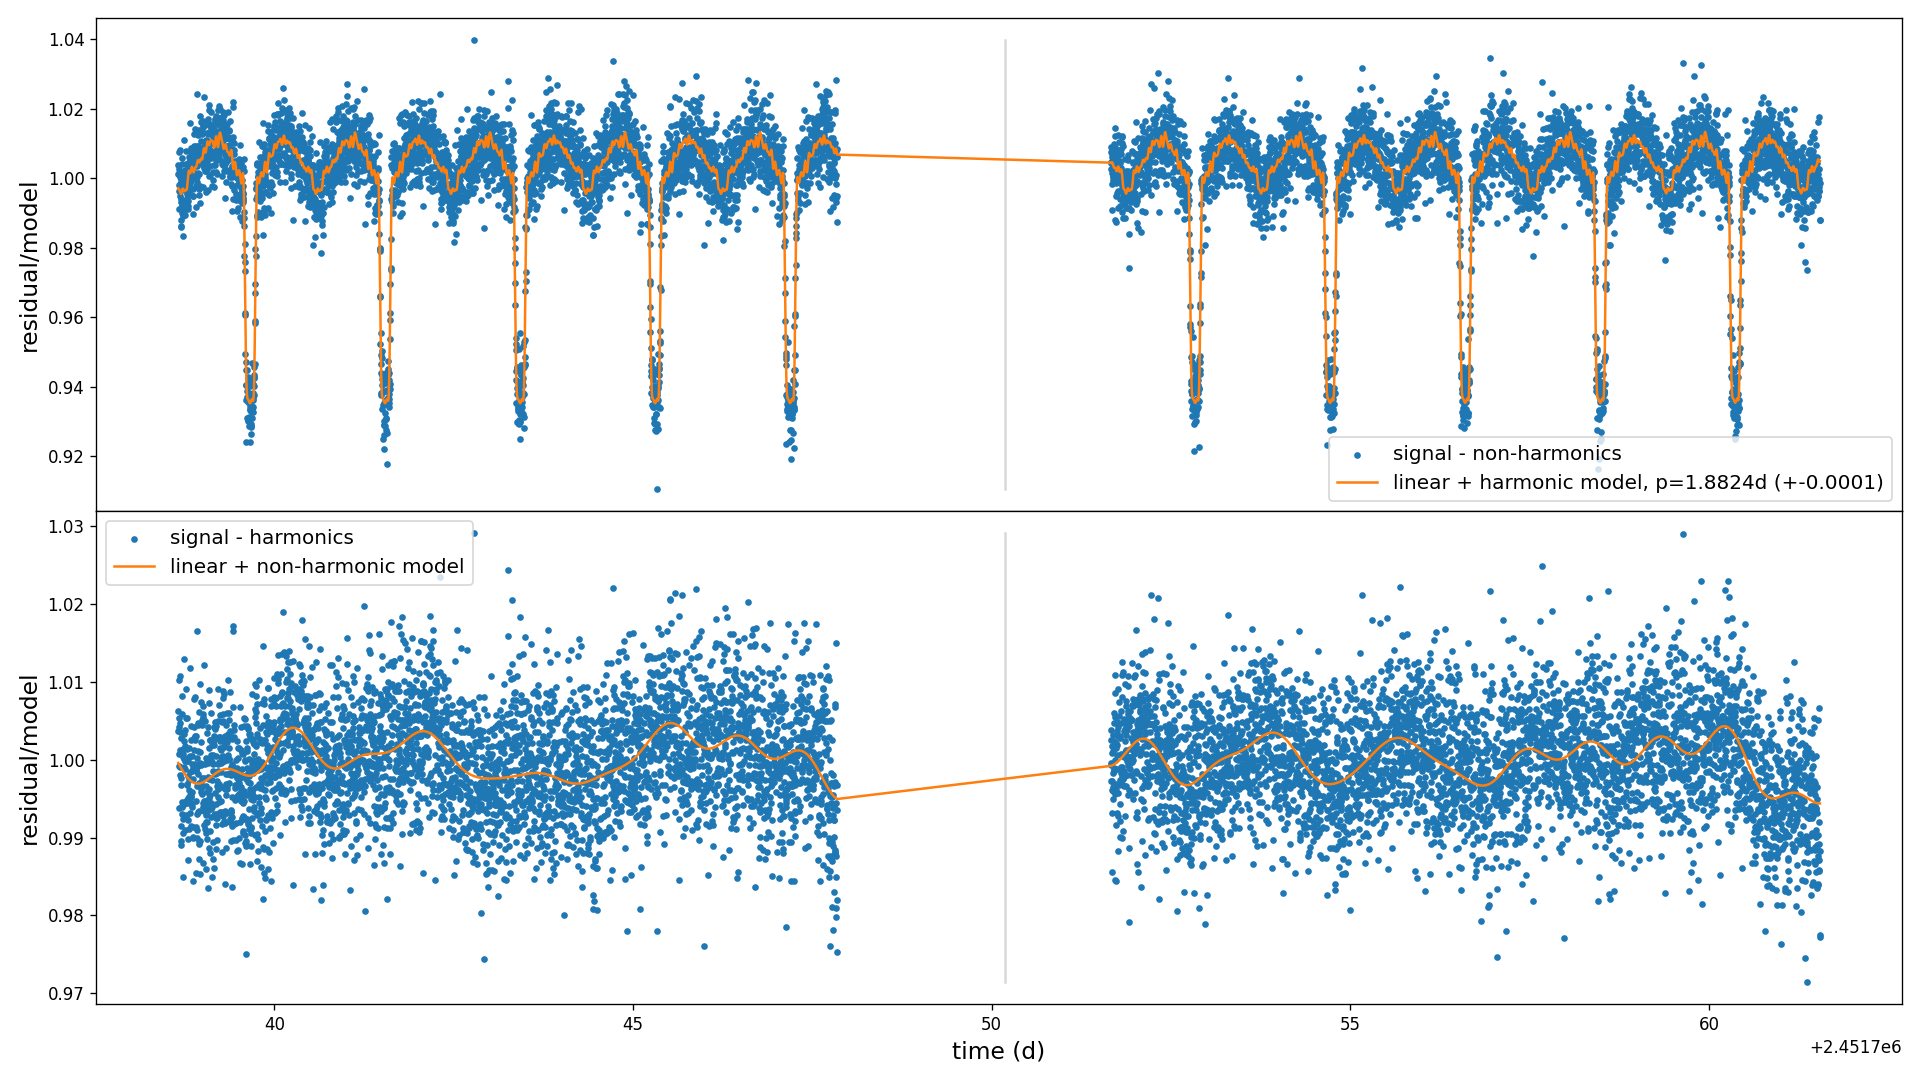 1.04
1.02
1.00
0.98
0.96
0.94
0.92
residual/model
signal - non-harmonics
linear + harmonic model, p=1.8824d (+-0.0001)
1.03
1.02
1.01
1.00
0.99
0.98
0.97
residual/model
signal - harmonics
linear + non-harmonic model
40
45
50
55
60
time (d)
+2.4517e6